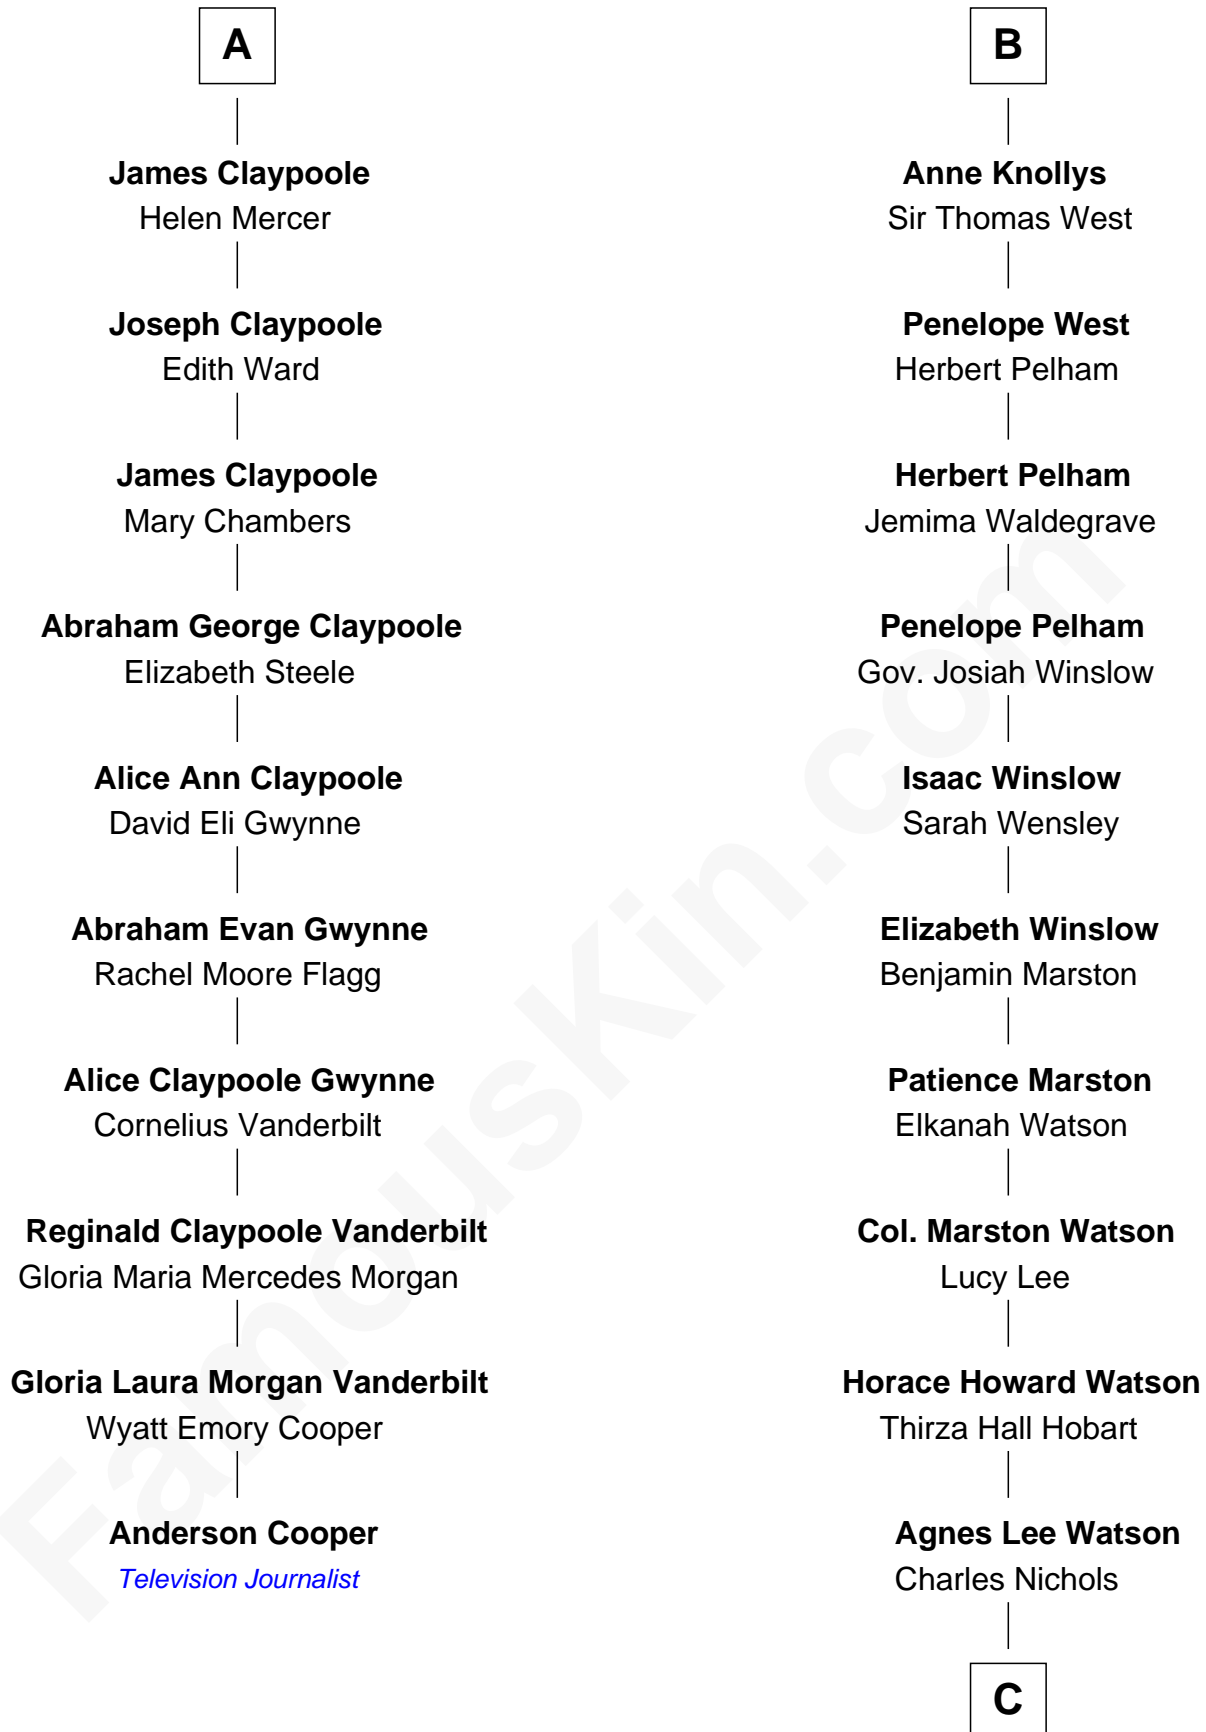 A
James Claypoole
Helen Mercer
Joseph Claypoole
Edith Ward
James Claypoole
Mary Chambers
Abraham George Claypoole
Elizabeth Steele
Alice Ann Claypoole
David Eli Gwynne
Abraham Evan Gwynne
Rachel Moore Flagg
Alice Claypoole Gwynne
Cornelius Vanderbilt
Reginald Claypoole Vanderbilt
Gloria Maria Mercedes Morgan
Gloria Laura Morgan Vanderbilt
Wyatt Emory Cooper
Anderson Cooper
Television Journalist
B
Anne Knollys
Sir Thomas West
Penelope West
Herbert Pelham
Herbert Pelham
Jemima Waldegrave
Penelope Pelham
Gov. Josiah Winslow
Isaac Winslow
Sarah Wensley
Elizabeth Winslow
Benjamin Marston
Patience Marston
Elkanah Watson
Col. Marston Watson
Lucy Lee
Horace Howard Watson
Thirza Hall Hobart
Agnes Lee Watson
Charles Nichols
C
FamousKin.com